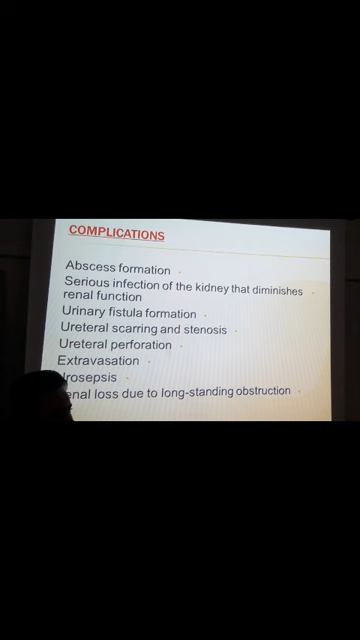 COMPLICATIONS
Abscess formation
Serious infection of the kidney that diminishes
renal function
Urinary fistula formation
Ureteral scarring and stenosis
Ureteral perforation
Extravasation
rosepsis
enal loss due to long-standing obstruction